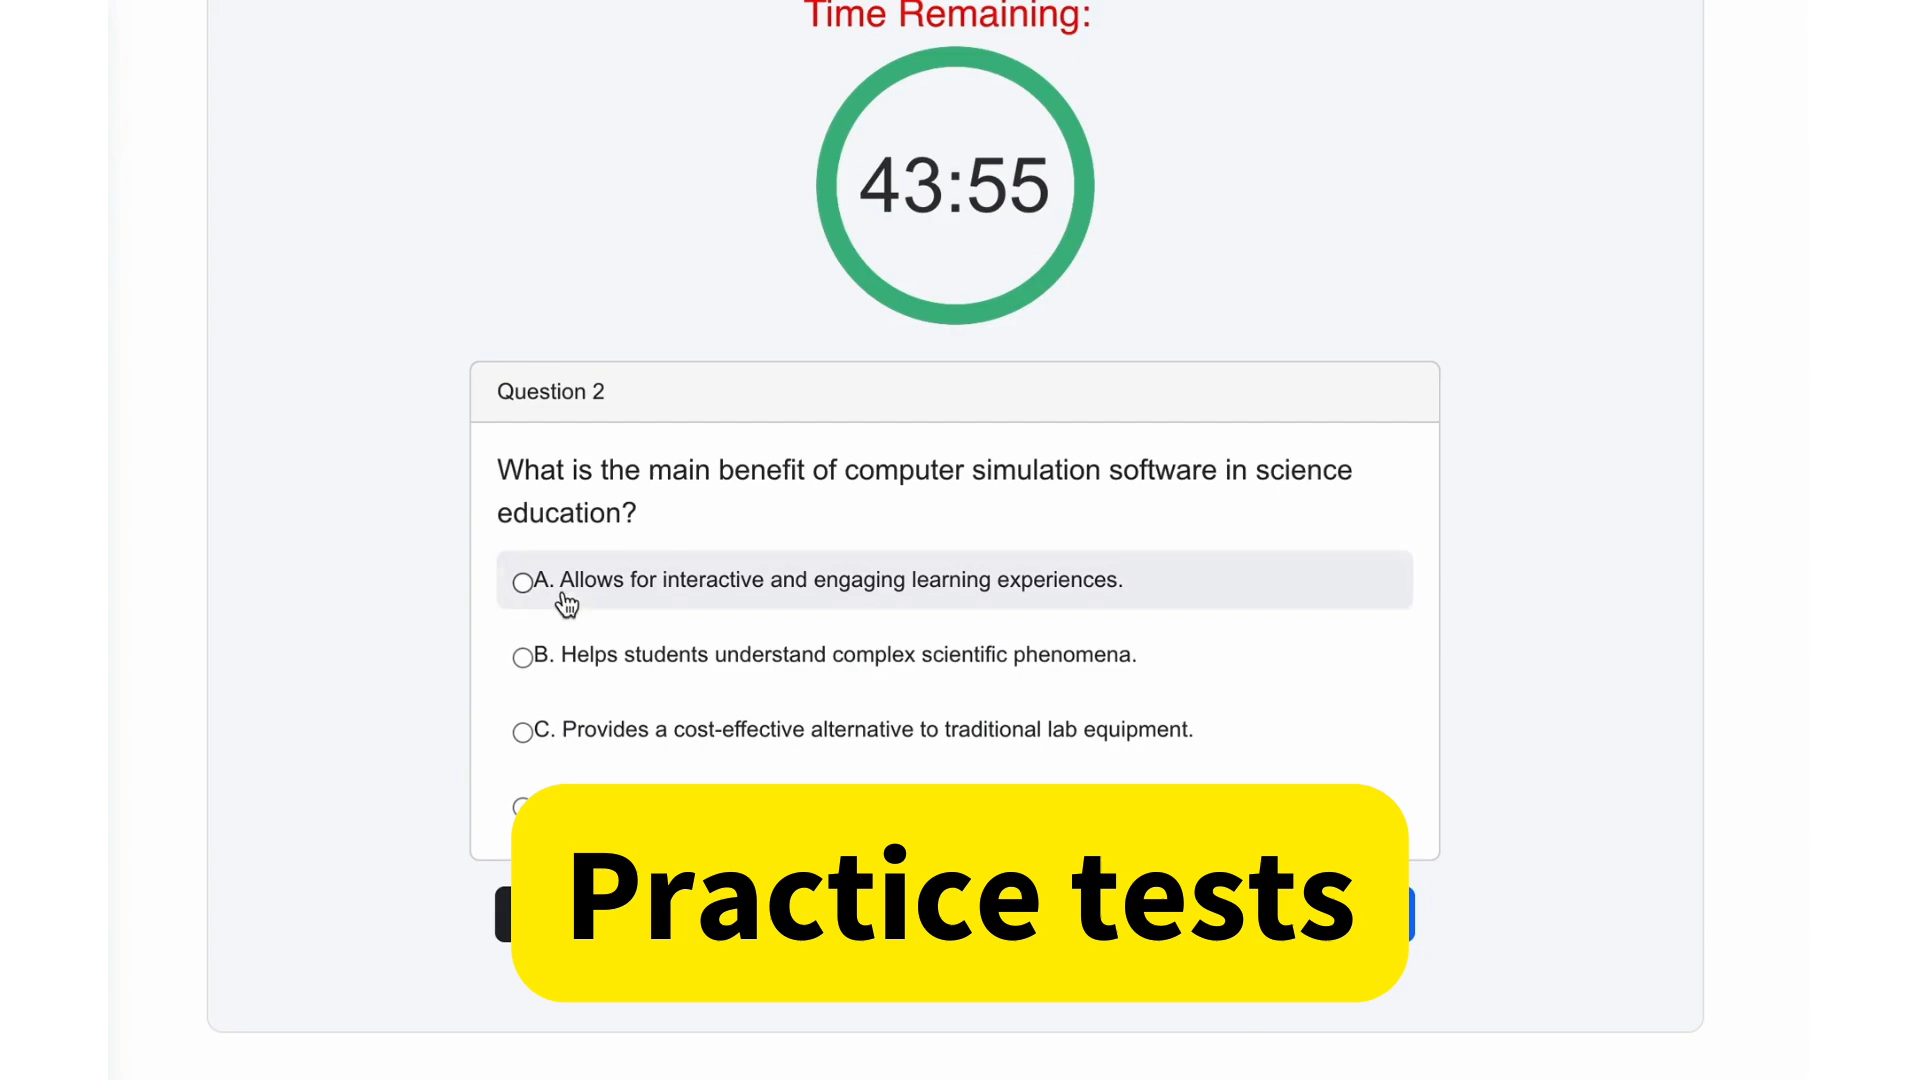 Time Remaining:
43:55
Question 2
What is the main benefit of computer simulation software in science
education?
A. Allows for interactive and engaging learning experiences.
B. Helps students understand complex scientific phenomena.
C. Provides a cost-effective alternative to traditional lab equipment.
Practice tests